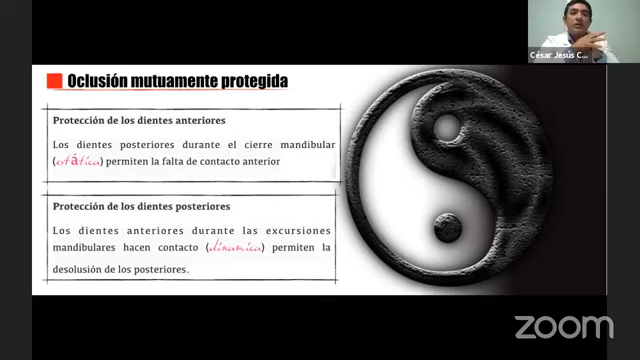 César Jesús C...
Oclusión mutuamente protegida
Protección de los dientes anteriores
Los dientes posteriores durante el cierre mandibular
(estática) permiten la falta de contacto anterior
Protección de los dientes posteriores
Los dientes anteriores durante las excursiones
mandibulares hacen contacto (dinamica) permiten la
desolusión de los posteriores.
zoom